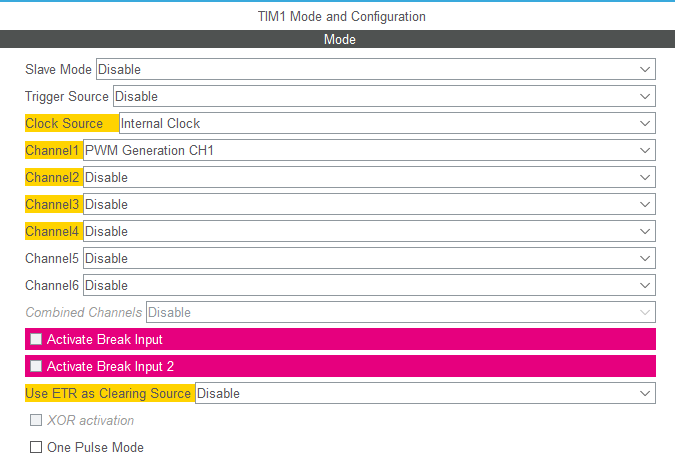 TIM1 Mode and Configuration
Mode
Slave Mode Disable
Trigger Source Disable
Clock Source Internal Clock
Channel1 PWM Generation CH1
Channel2 Disable
Channel3 Disable
Channel4 Disable
Channel5 Disable
Channel6 Disable
Combined Channels Disable
Activate Break Input
Activate Break Input 2
Use ETR as Clearing Source Disable
XOR activation
One Pulse Mode